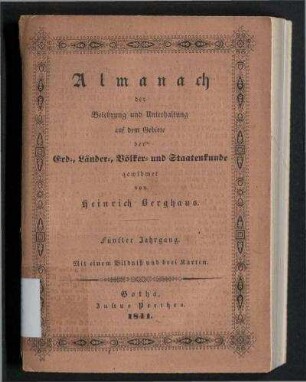 Almanach
der
Belehrung und Unterhaltung
auf dem Gebiete
der
Erd-, Länder-, Völker- und Staatenkunde
gewidmet
von
Heinrich Berghaus.
Fünfter Jahrgang.
Mit einem Bildniß und drei Karten.
Gotha,
Justus Perthes.
1841.